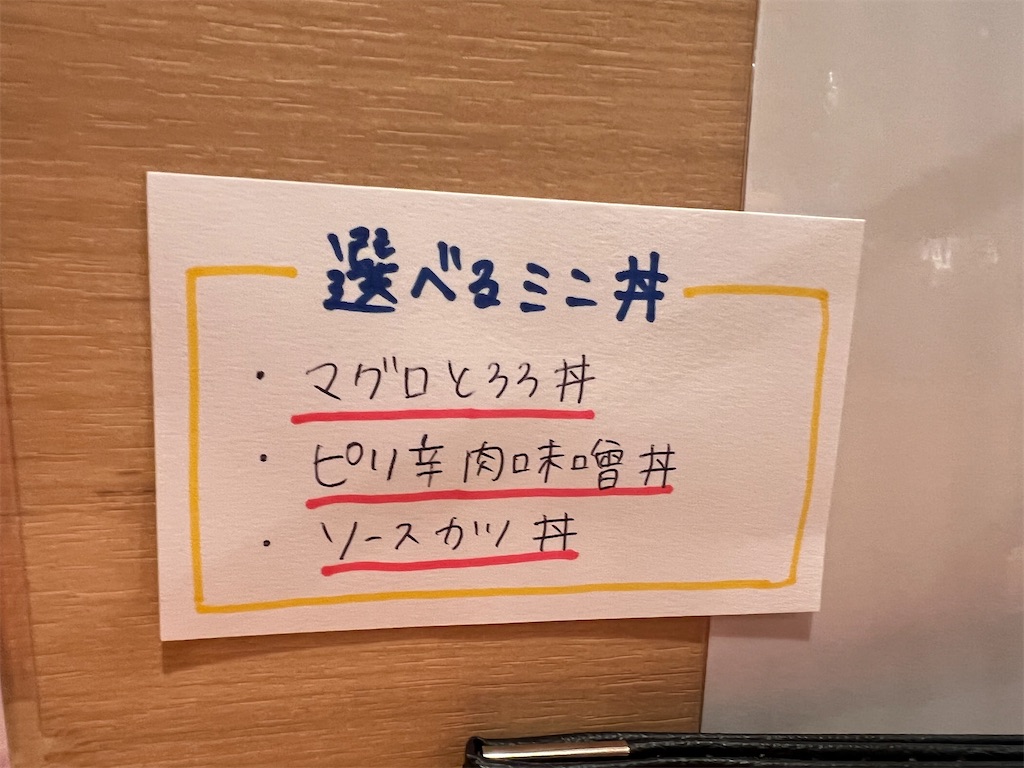 選べるミニ丼
・マグロとろろ丼
・ピリ辛肉味噌丼
・ソースカツ丼